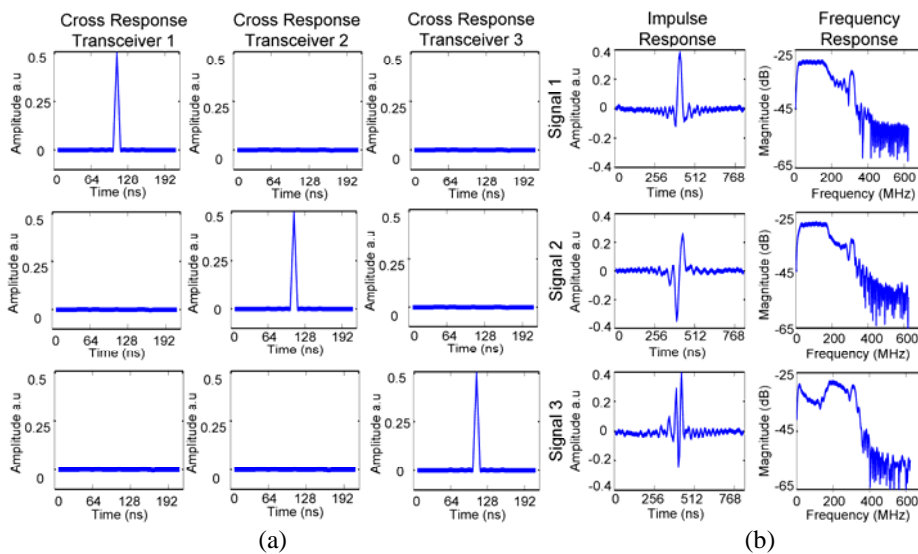 Cross Response
Transceiver 1
Cross Response
Transceiver 2
Cross Response
Transceiver 3
Impulse
Response
Frequency
Response
Amplitude a.u
0.5
0.25
0
0 64 128 192
Time (ns)
Amplitude a.u
0.5
0.25
0
0 64 128 192
Time (ns)
Amplitude a.u
0.5
0.25
0
0 64 128 192
Time (ns)
Signal 1
Amplitude a.u
0.4
0.2
0
-0.2
-0.4
0 256 512 768
Time (ns)
Magnitude (dB)
-25
-45
-65
0 200 400 600
Frequency (MHz)
Amplitude a.u
0.5
0.25
0
0 64 128 192
Time (ns)
Amplitude a.u
0.5
0.25
0
0 64 128 192
Time (ns)
Amplitude a.u
0.5
0.25
0
0 64 128 192
Time (ns)
Signal 2
Amplitude a.u
0.4
0.2
0
-0.2
-0.4
0 256 512 768
Time (ns)
Magnitude (dB)
-25
-45
-65
0 200 400 600
Frequency (MHz)
Amplitude a.u
0.5
0.25
0
0 64 128 192
Time (ns)
Amplitude a.u
0.5
0.25
0
0 64 128 192
Time (ns)
Amplitude a.u
0.5
0.25
0
0 64 128 192
Time (ns)
Signal 3
Amplitude a.u
0.4
0.2
0
-0.2
0.4
0 256 512 768
Time (ns)
Magnitude (dB)
-25
-45
-65
0 200 400 600
Frequency (MHz)
(a)
(b)